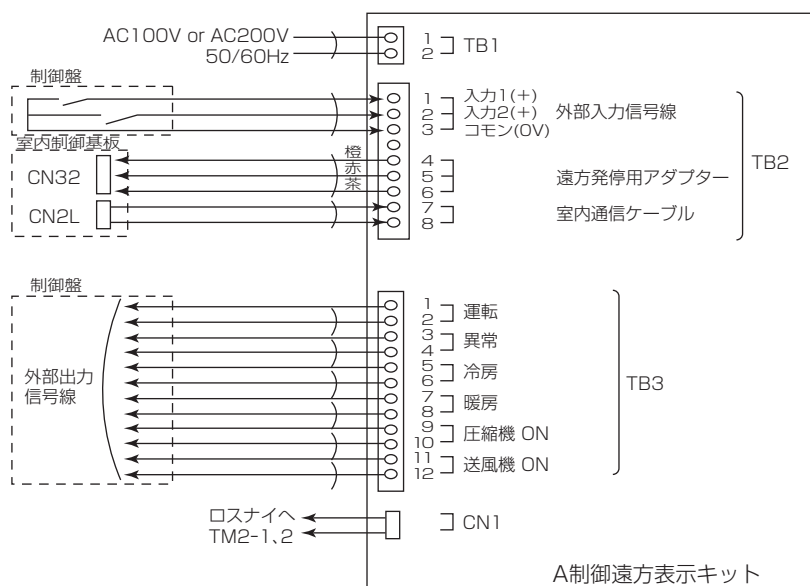 AC100V or AC200V
50/60Hz
1
2
TB1
制御盤
1
2
3
入力1(+)
入力2(+)
コモン(0V)
外部入力信号線
室内制御基板
CN32
橙
赤
茶
4
5
6
遠方発停用アダプター
CN2L
7
8
室内通信ケーブル
TB2
制御盤
外部出力
信号線
1
2
運転
3
4
異常
5
6
冷房
7
8
暖房
9
10
圧縮機 ON
11
12
送風機 ON
TB3
ロスナイへ
TM2-1、2
CN1
A制御遠方表示キット